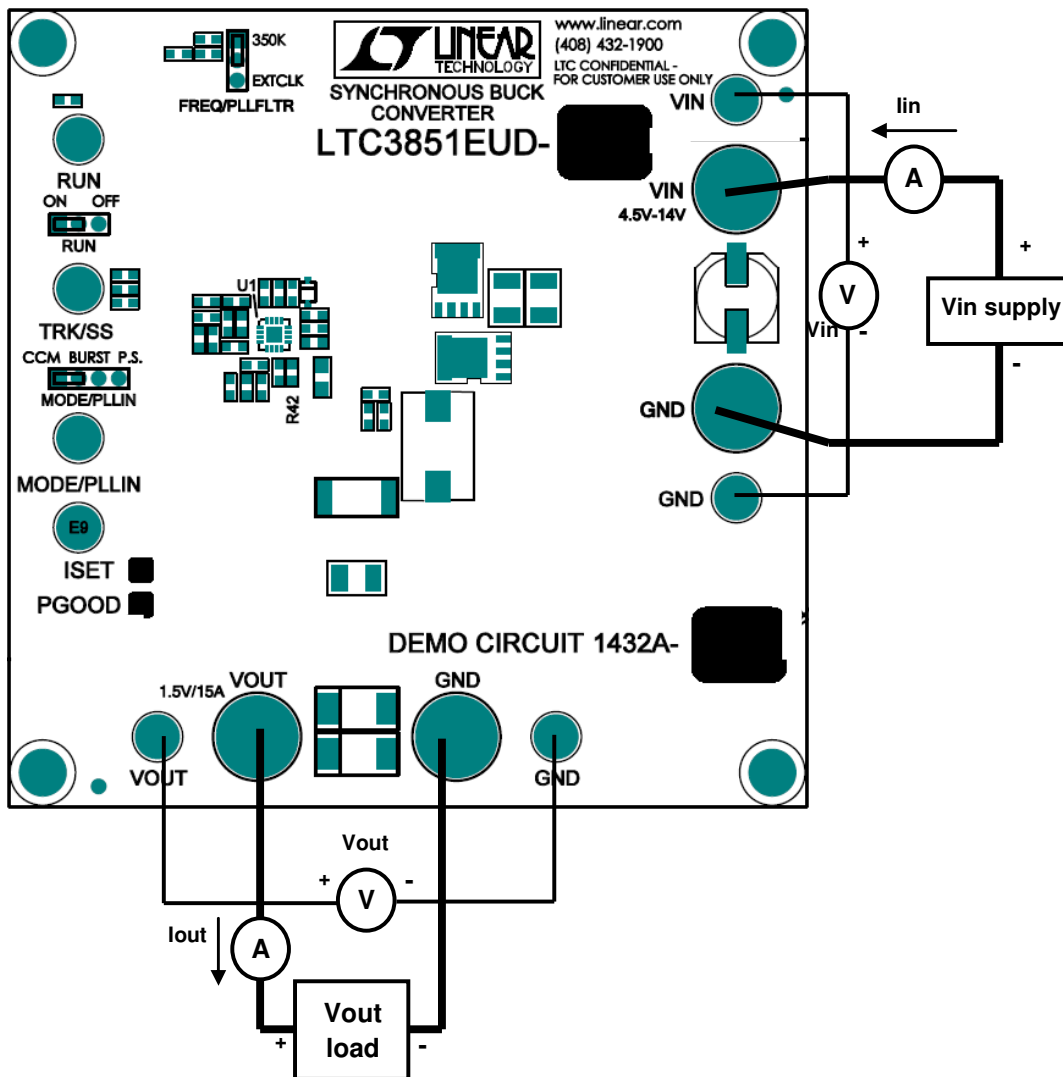 350K
EXTCLK
FREQ/PLLFLTR
LINEAR
TECHNOLOGY
www.linear.com
(408) 432-1900
LTC CONFIDENTIAL -
FOR CUSTOMER USE ONLY
SYNCHRONOUS BUCK
CONVERTER
LTC3851EUD-
VIN
Iin
A
VIN
4.5V-14V
RUN
ON OFF
RUN
+
V
Vin
-
+
Vin supply
-
U1
TRK/SS
CCM BURST P.S.
MODE/PLLIN
R42
GND
MODE/PLLIN
GND
E9
ISET
PGOOD
DEMO CIRCUIT 1432A-
1.5V/15A
VOUT
GND
VOUT
GND
Vout
+
V
-
Iout
A
+
Vout
load
-